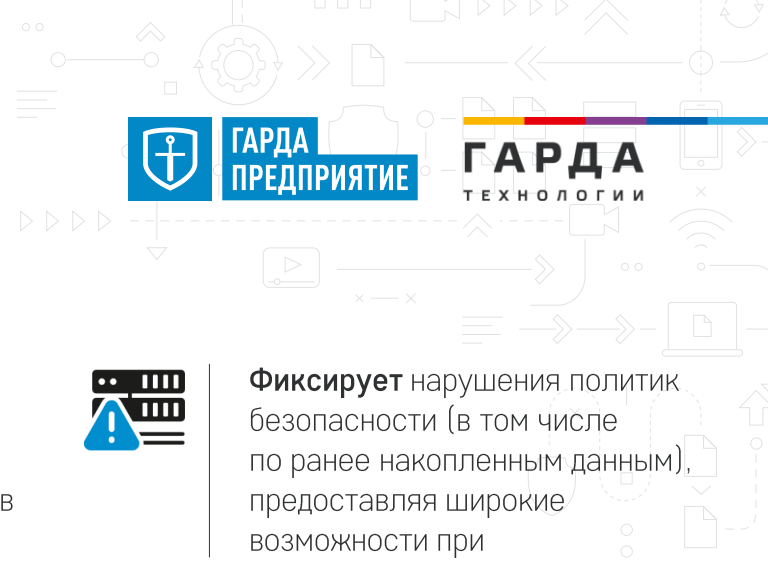 ГАРДА
ПРЕДПРИЯТИЕ
ГАРДА
ТЕХНОЛОГИИ
Фиксирует нарушения политик
безопасности (в том числе
по ранее накопленным данным),
в
предоставляя широкие
возможности при